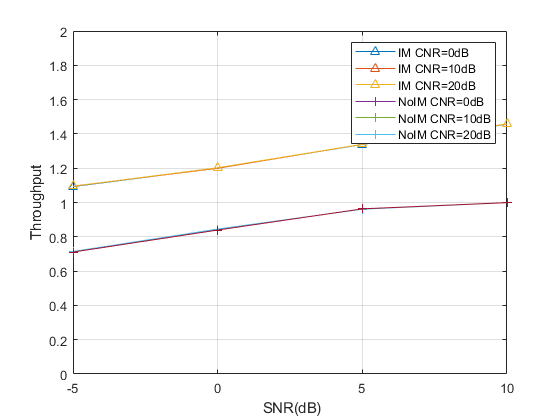 2
1.8
1.6
1.4
1.2
1
0.8
0.6
0.4
0.2
0
Throughput
IM CNR=0dB
IM CNR=10dB
IM CNR=20dB
NoIM CNR=0dB
NoIM CNR=10dB
NoIM CNR=20dB
-5 0 5 10
SNR(dB)